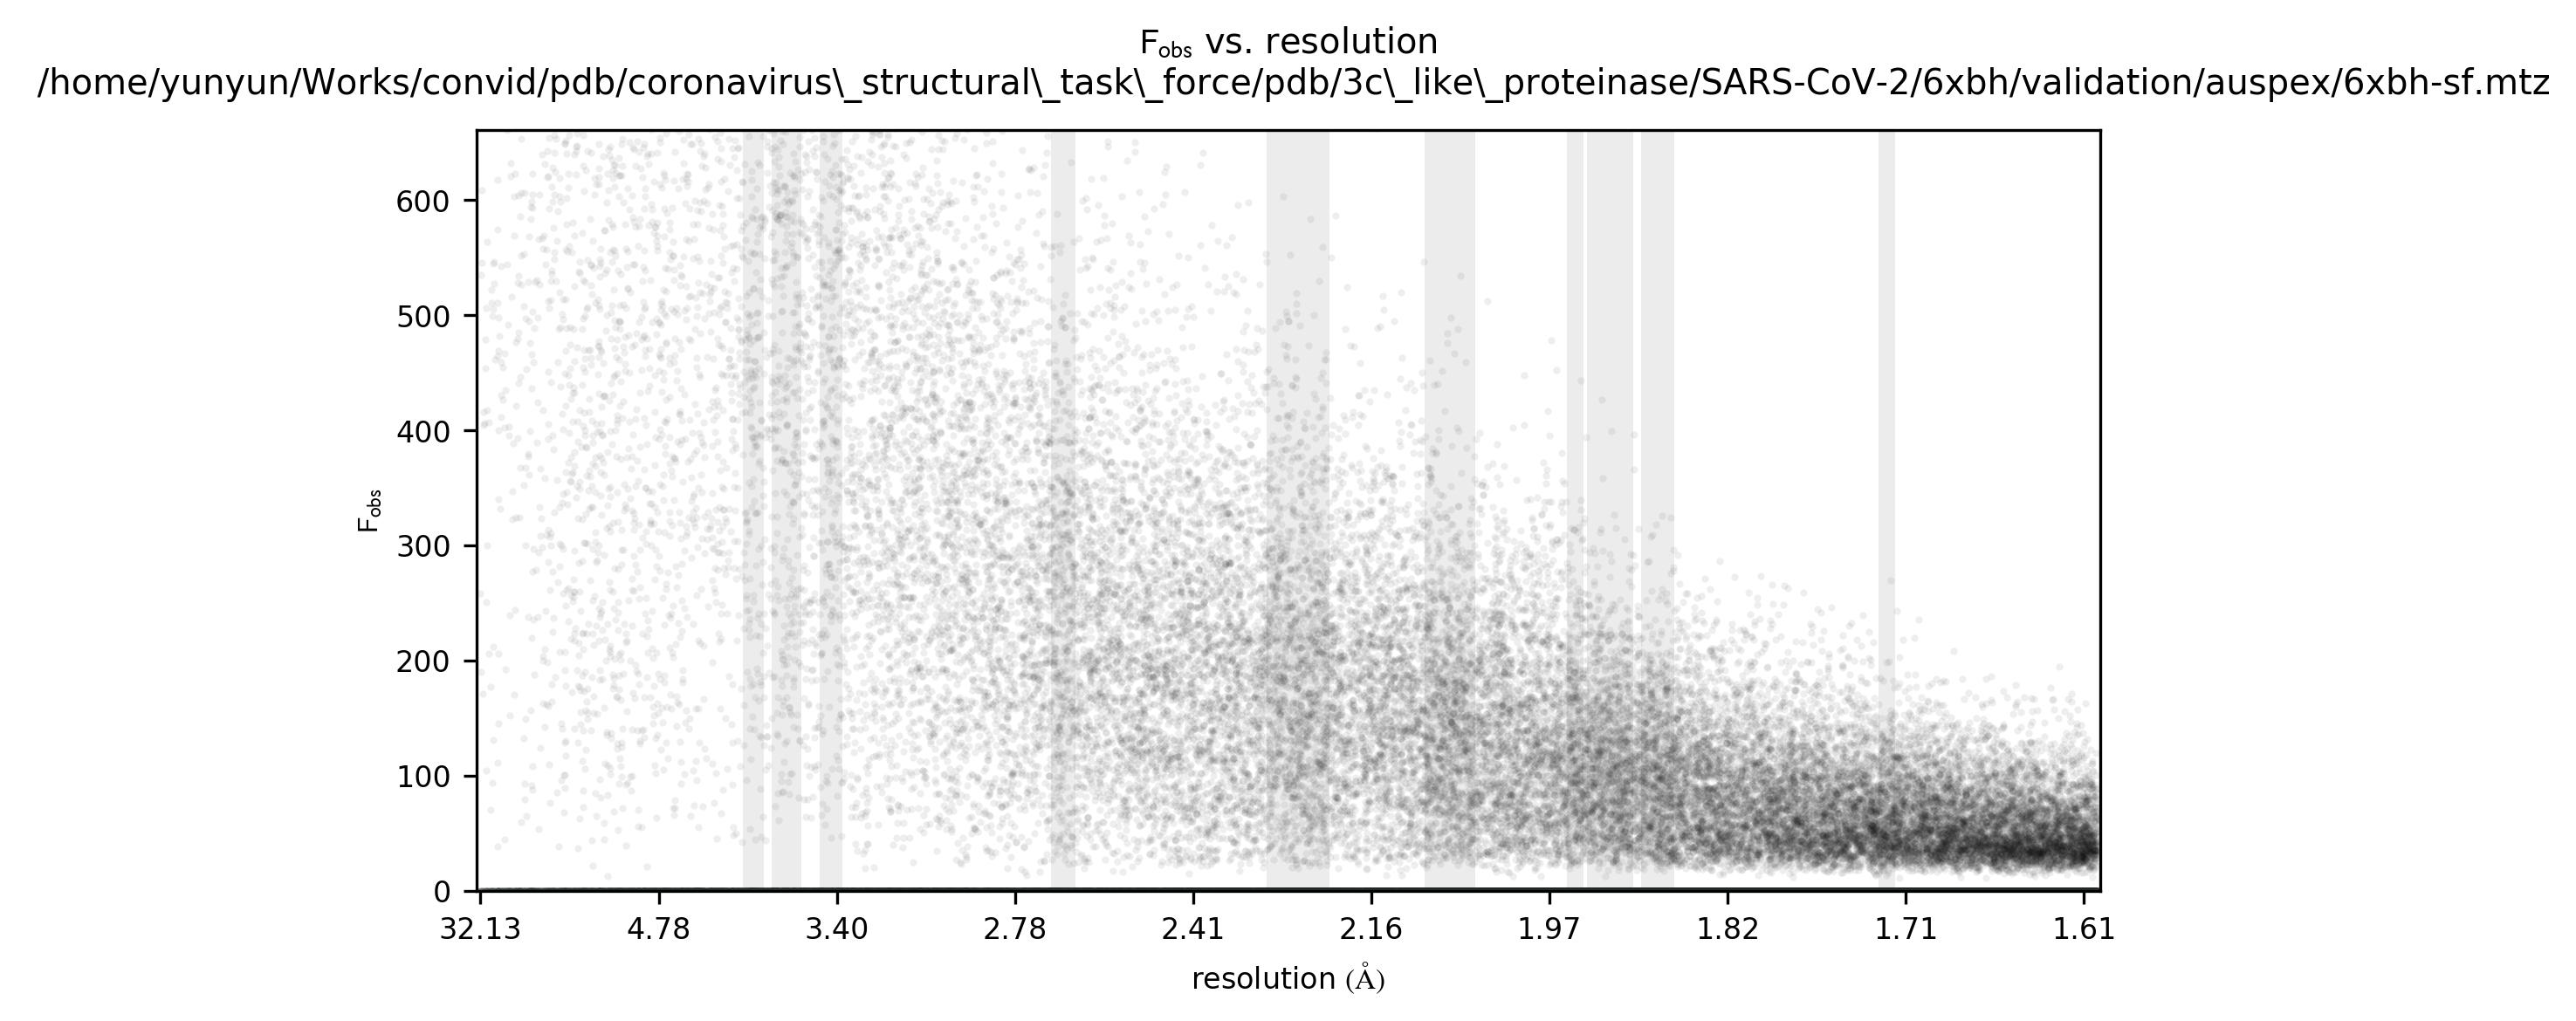 Fobs vs. resolution
/home/yunyun/Works/convid/pdb/coronavirus\_structural\_task\_force/pdb/3c\_like\_proteinase/SARS-CoV-2/6xbh/validation/auspex/6xbh-sf.mtz
600
500
400
300
200
100
0
Fobs
32.13 4.78 3.40 2.78 2.41 2.16 1.97 1.82 1.71 1.61
resolution (Å)